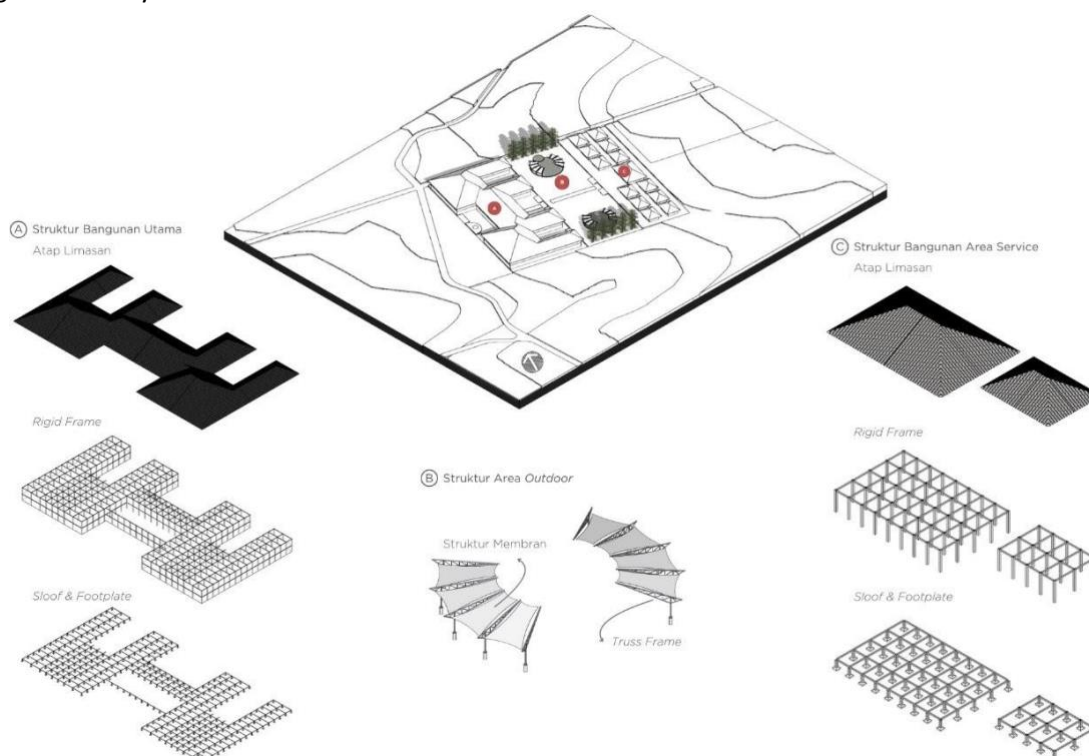 A
B
C
A Struktur Bangunan Utama
Atap Limasan
Rigid Frame
Sloof & Footplate
B Struktur Area Outdoor
Struktur Membran
Truss Frame
C Struktur Bangunan Area Service
Atap Limasan
Rigid Frame
Sloof & Footplate